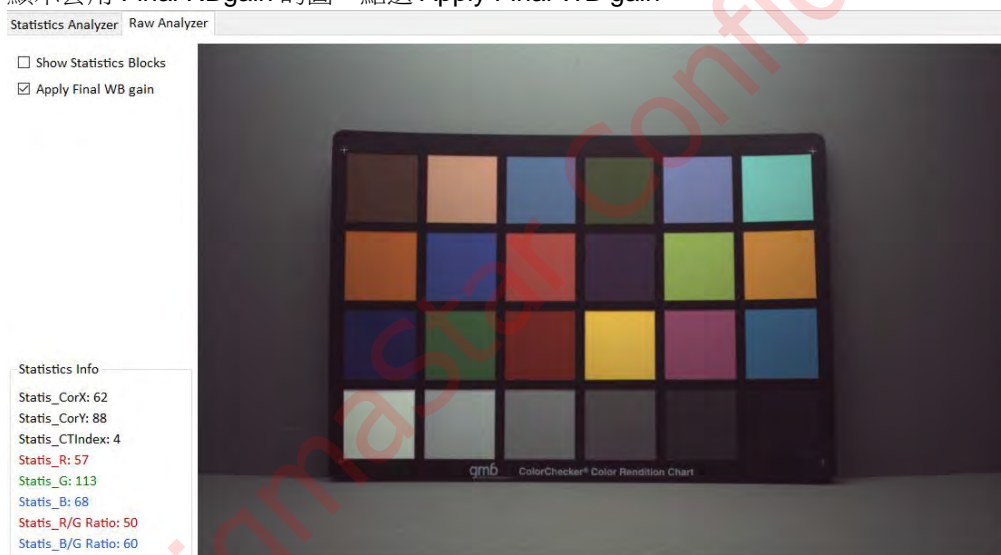 顯示套用 Final RBgain 的圖，點選 Apply Final WB gain
Statistics Analyzer Raw Analyzer
Show Statistics Blocks
Apply Final WB gain
Statistics Info
Statis_CorX: 62
Statis_CorY: 88
Statis_CTIndex: 4
Statis_R: 57
Statis_G: 113
Statis_B: 68
Statis_R/G Ratio: 50
Statis_B/G Ratio: 60
gmb ColorChecker® Color Rendition Chart